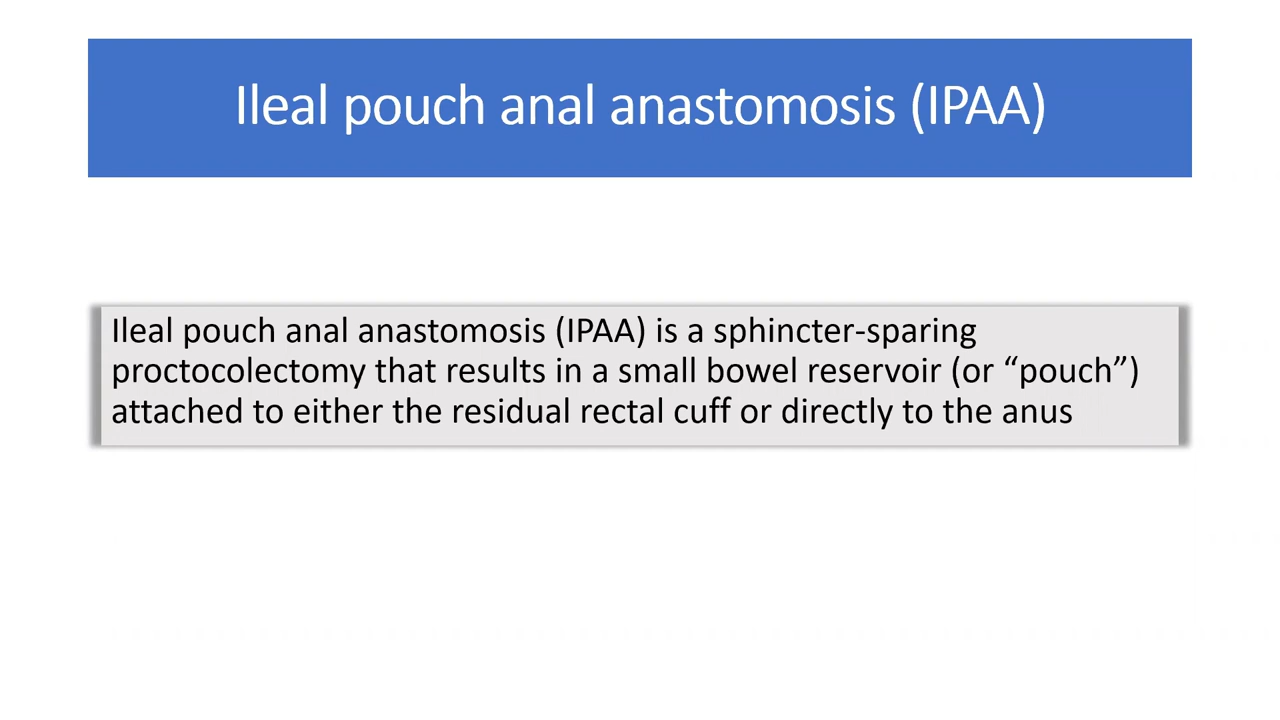 Ileal pouch anal anastomosis (IPAA)
Ileal pouch anal anastomosis (IPAA) is a sphincter-sparing
proctocolectomy that results in a small bowel reservoir (or “pouch”)
attached to either the residual rectal cuff or directly to the anus